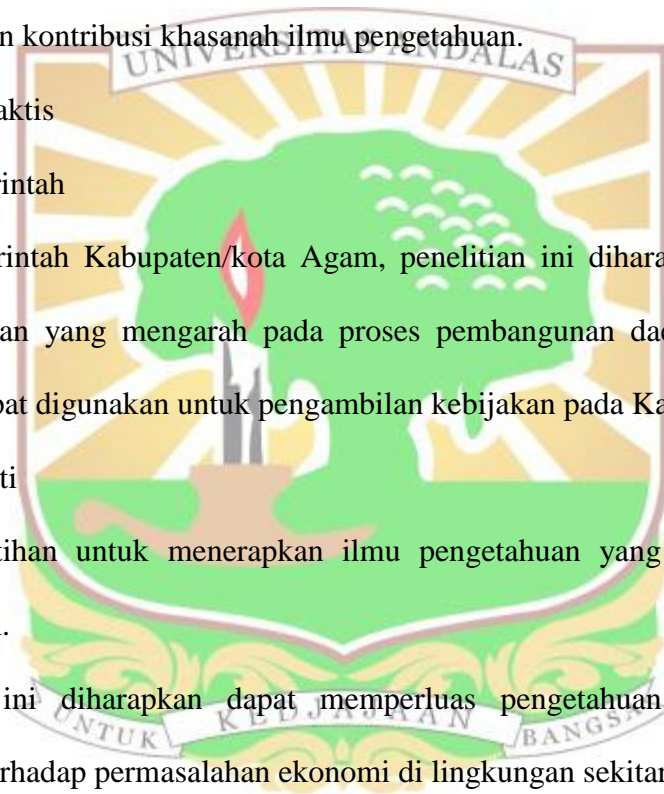 n kontribusi khasanah ilmu pengetahuan.
UNIVERSITAS ANDALAS
aktis
rintah
rintah Kabupaten/kota Agam, penelitian ini dihara
an yang mengarah pada proses pembangunan dae
pat digunakan untuk pengambilan kebijakan pada Ka
ti
tihan untuk menerapkan ilmu pengetahuan yang
.
ini diharapkan dapat memperluas pengetahuan
UNTUK KEDJAJAAN BANGSA
rhadap permasalahan ekonomi di lingkungan sekitar